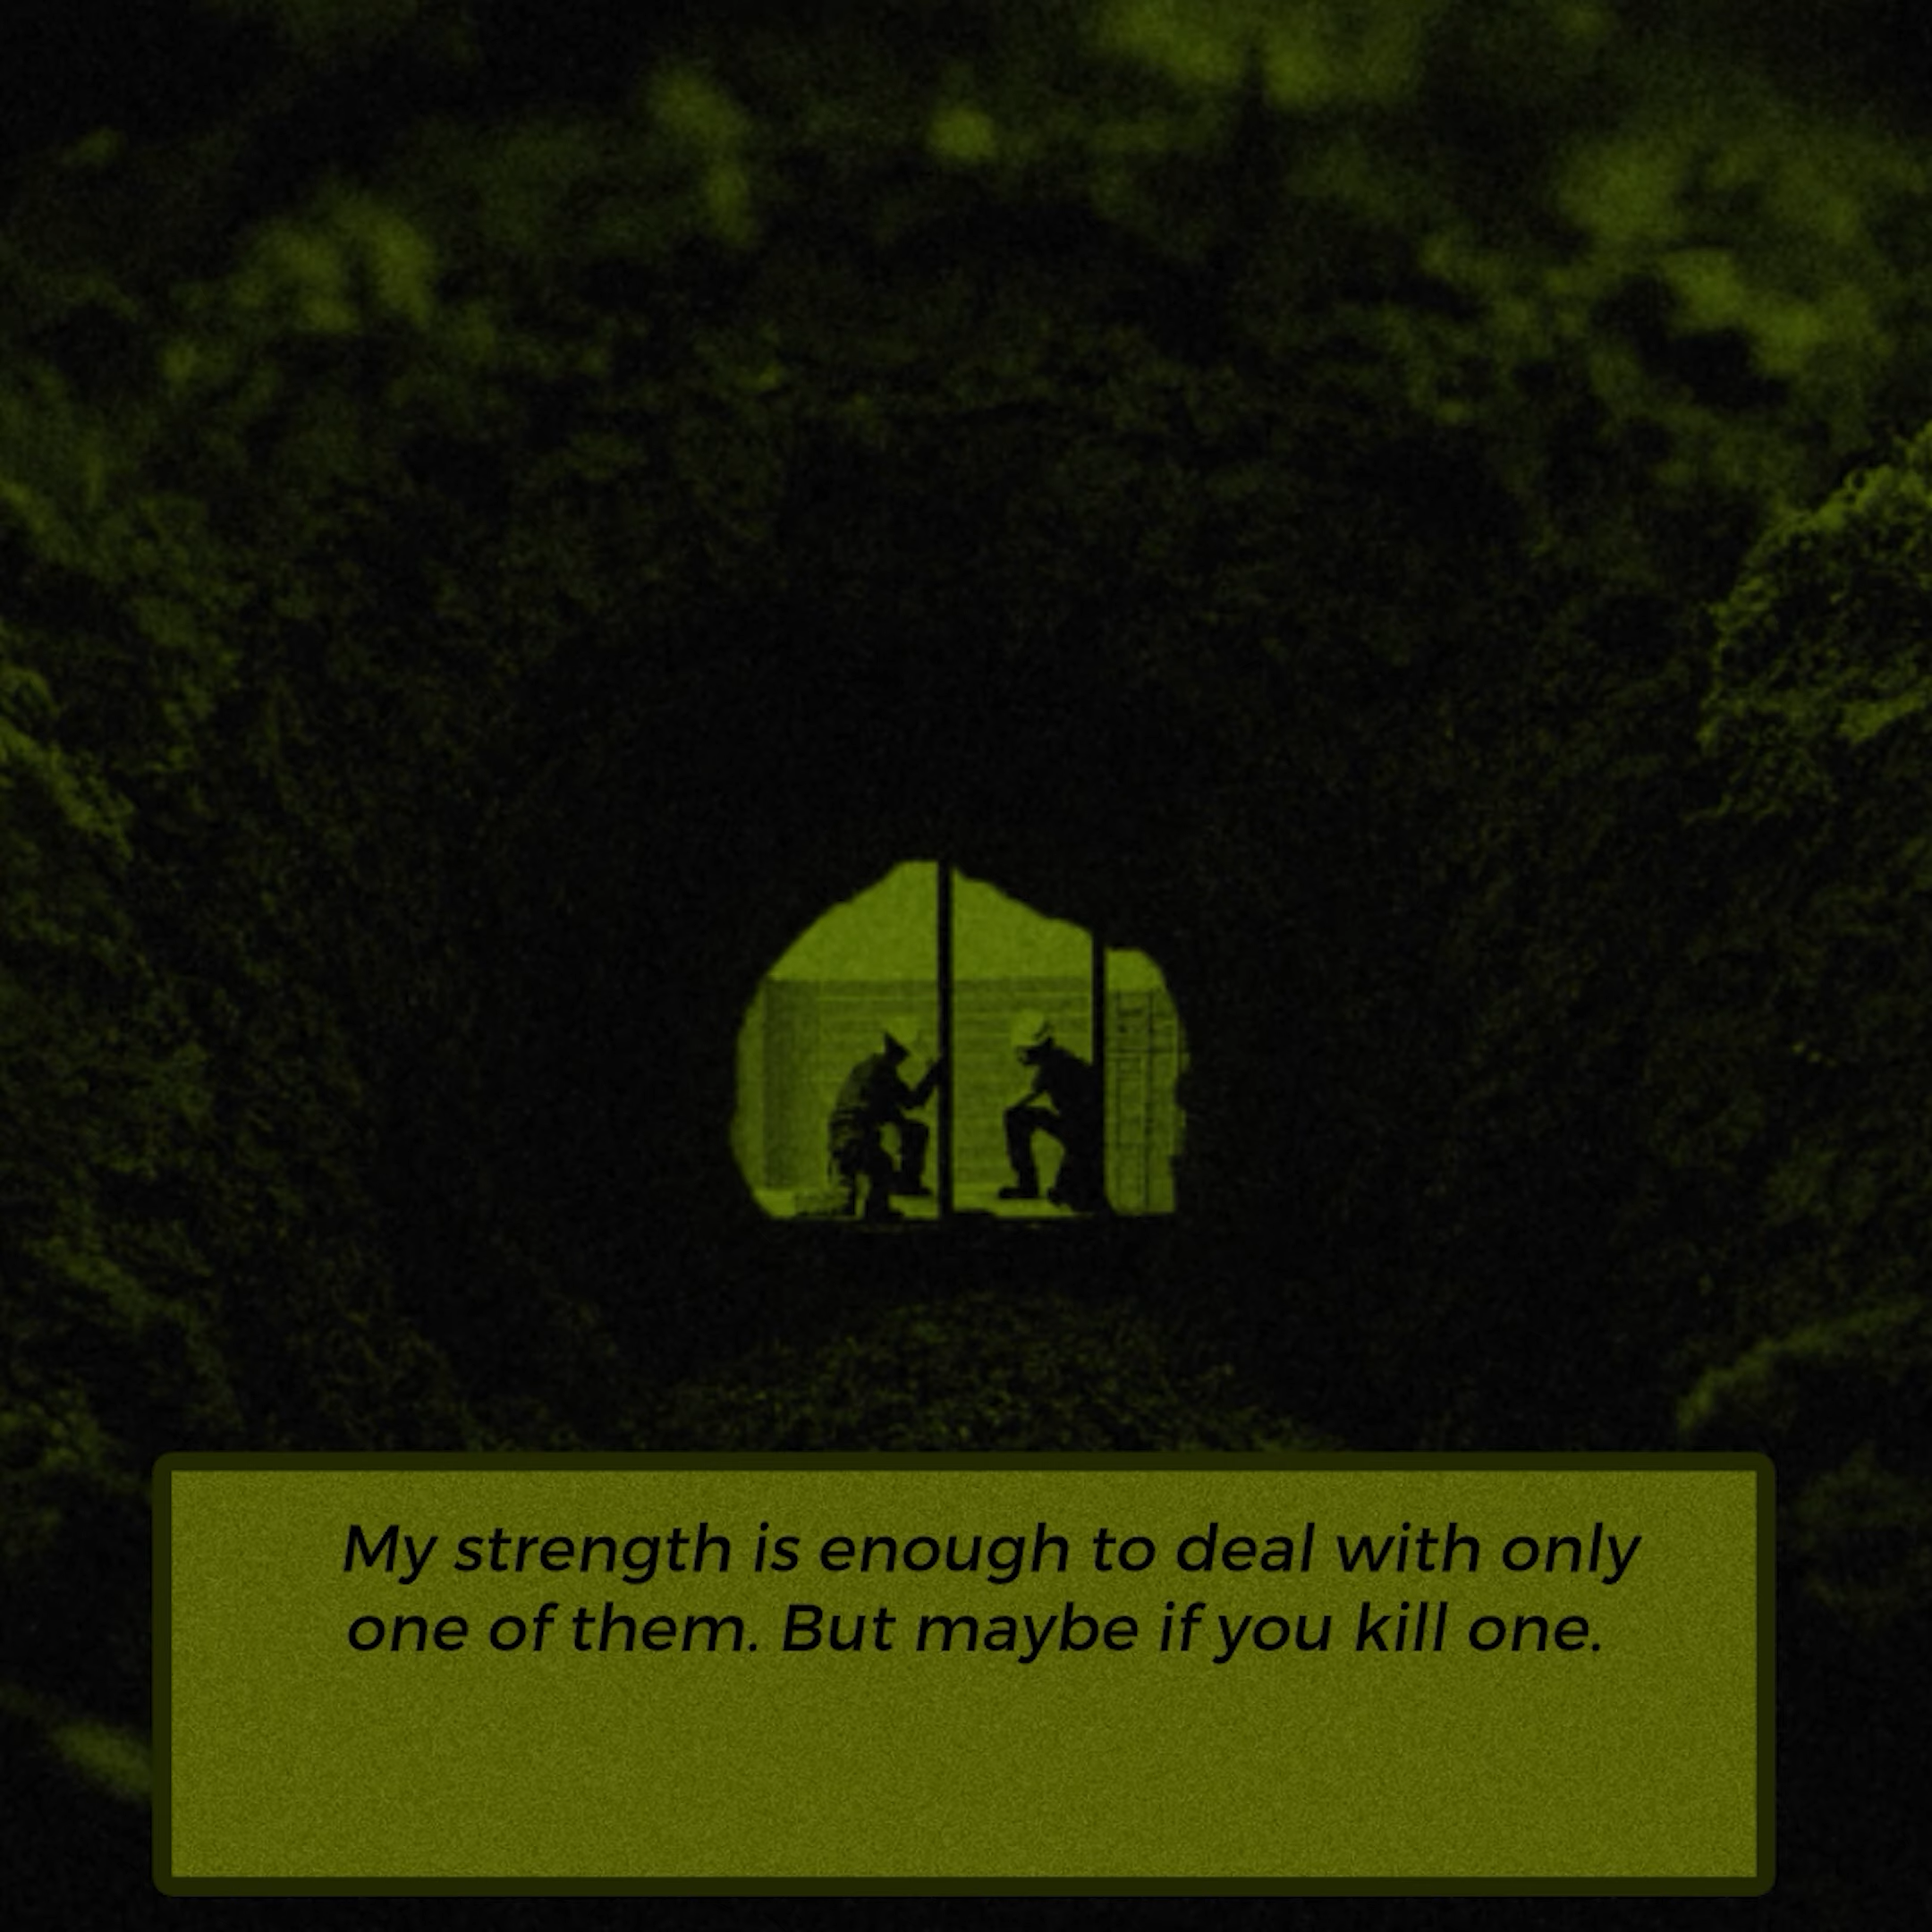 My strength is enough to deal with only
one of them. But maybe if you kill one.